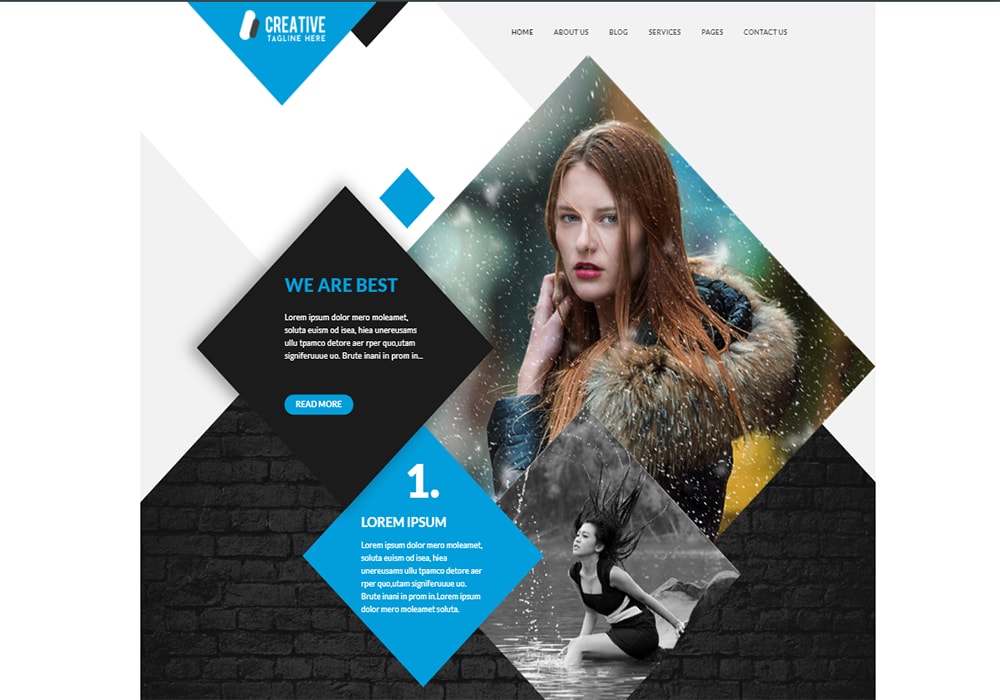 CREATIVE
TAGLINE HERE
HOME ABOUT US BLOG SERVICES PAGES CONTACT US
WE ARE BEST
Lorem ipsum dolor mero moleamet,
soluta euism od isea, hiea unereusams
ullu tpamco detore aer rper quo,utam
signiferuuue uo. Brute inani in prom in...
READ MORE
1.
LOREM IPSUM
Lorem ipsum dolor mero moleamet,
soluta euism od isea, hiea
unereusams ullu tpamco detore aer
rper quo,utam signiferuuue uo.
Brute inani in prom in.Lorem ipsum
dolor mero moleamet soluta.